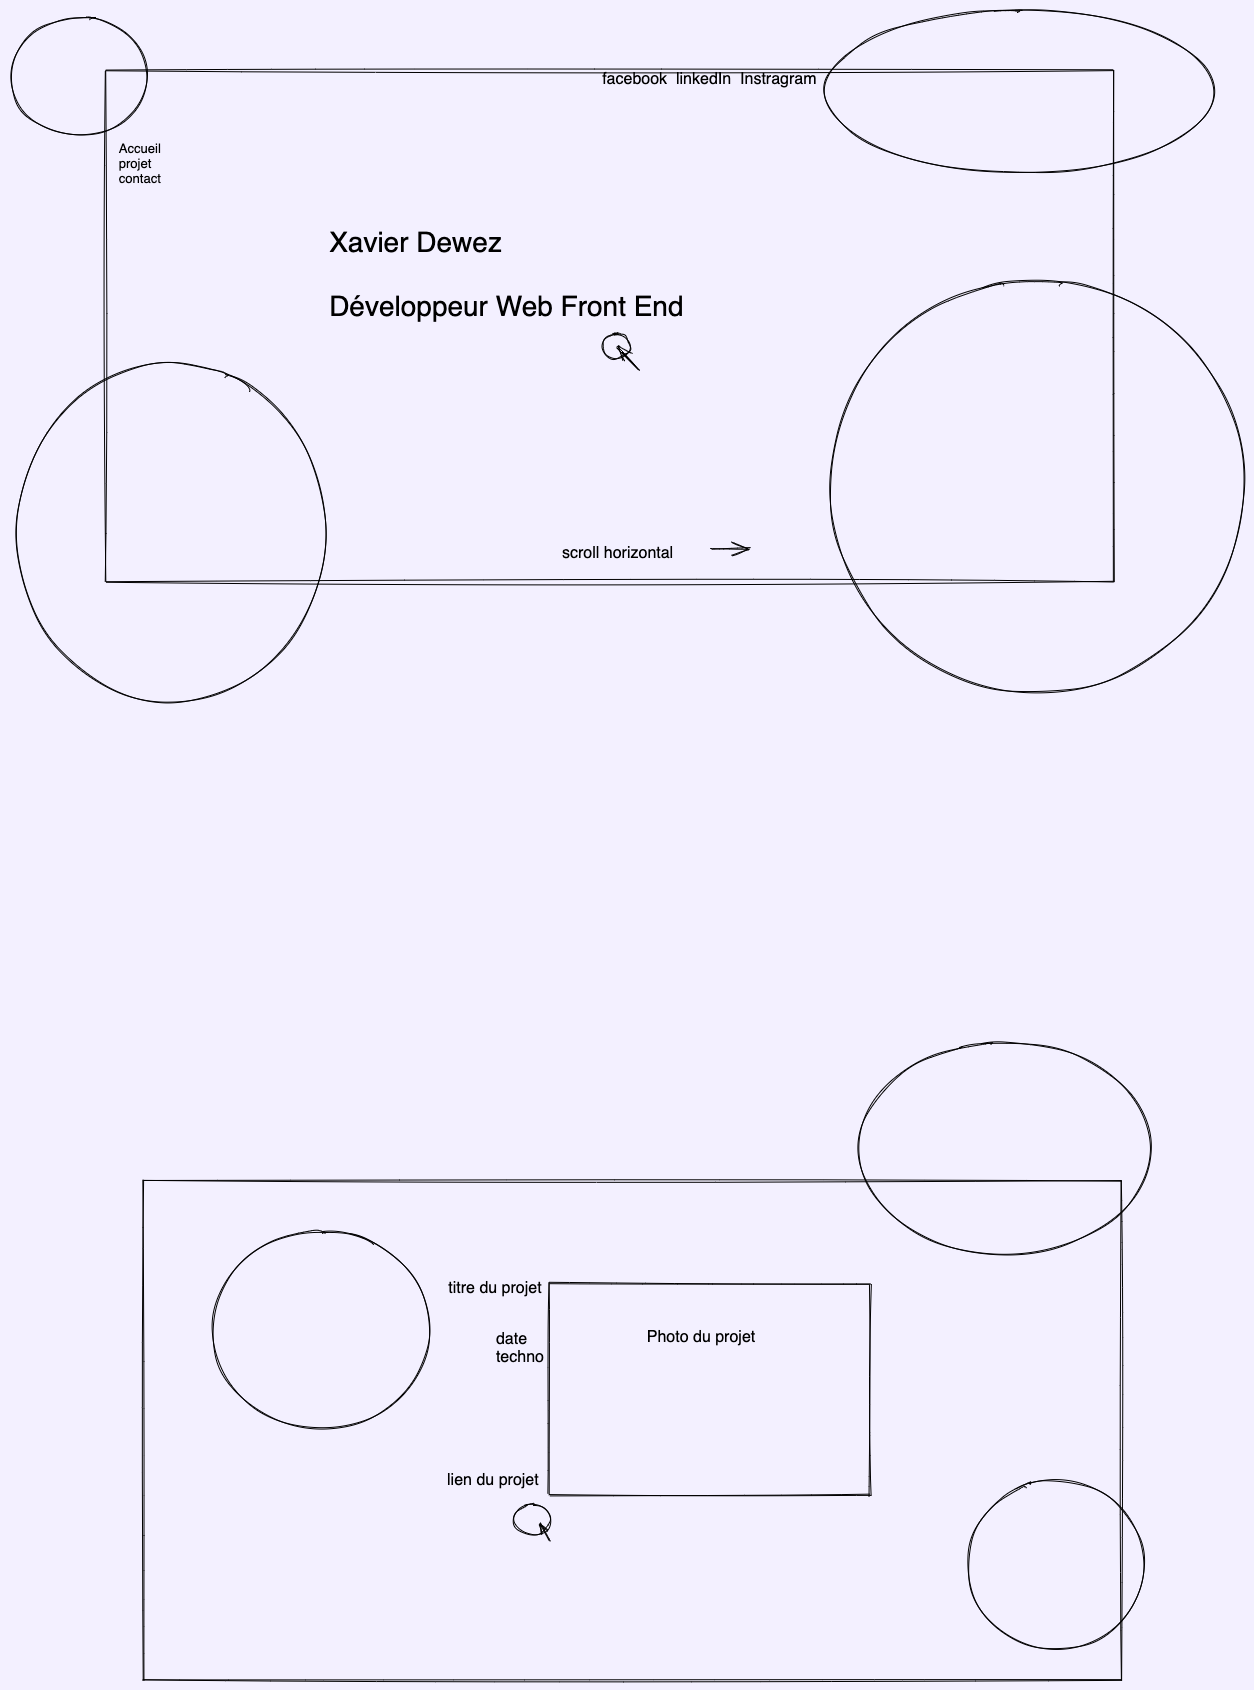 facebook linkedIn Instragram
Accueil
projet
contact
Xavier Dewez
Développeur Web Front End
scroll horizontal
titre du projet
date
techno
Photo du projet
lien du projet